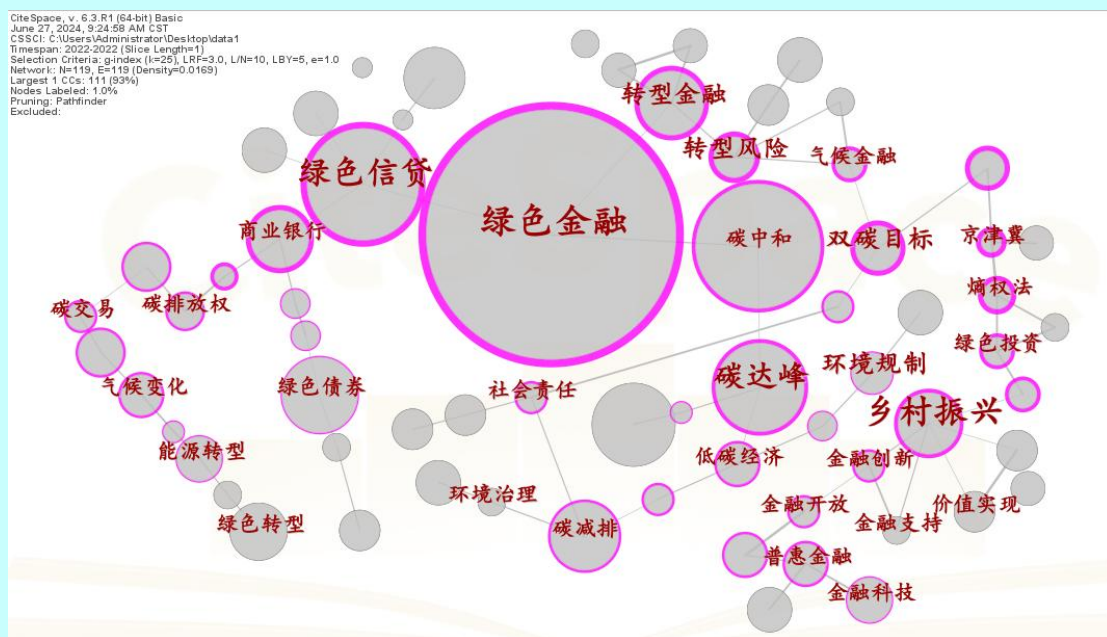 CiteSpace, v. 6.3.R1 (64-bit) Basic
June 27, 2024, 9:24:58 AM CST
CSSCI: C:\Users\Administrator\Desktop\data1
Timespan: 2022-2022 (Slice Length=1)
Selection Criteria: g-index (k=25), LRF=3.0, L/N=10, LBY=5, e=1.0
Network: N=119, E=119 (Density=0.0169)
Largest 1 CCs: 111 (93%)
Nodes Labeled: 1.0%
Pruning: Pathfinder
Excluded:
转型金融
转型风险
气候金融
绿色信贷
绿色金融
商业银行
碳中和
双碳目标
京津冀
碳交易
碳排放权
熵权法
绿色投资
气候变化
绿色债券
社会责任
碳达峰
环境规制
乡村振兴
能源转型
低碳经济
金融创新
环境治理
金融开放
价值实现
绿色转型
碳减排
金融支持
普惠金融
金融科技